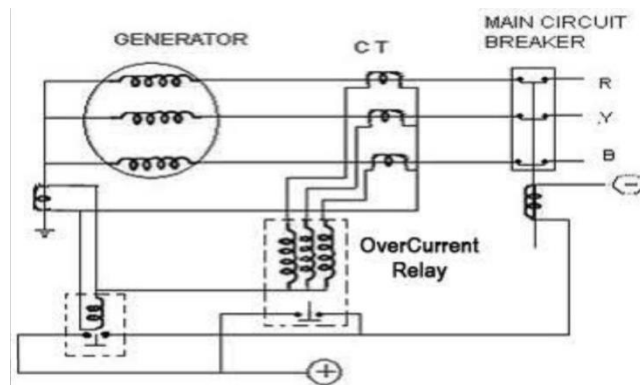 GENERATOR
C T
MAIN CIRCUIT
BREAKER
R
.Y
B
OverCurrent
Relay